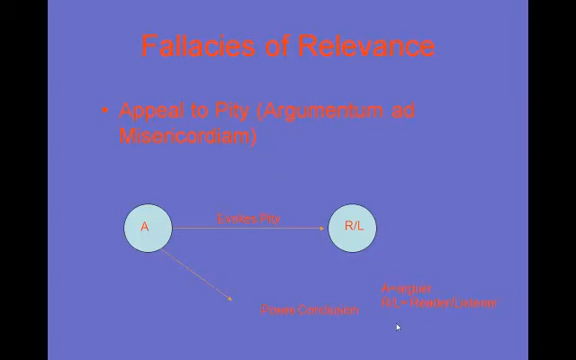 Fallacies of Relevance
• Appeal to Pity (Argumentum ad
Misericordiam)
A
Evokes Pity
R/L
A=arguer
R/L= Reader/Listener
Poses Conclusion